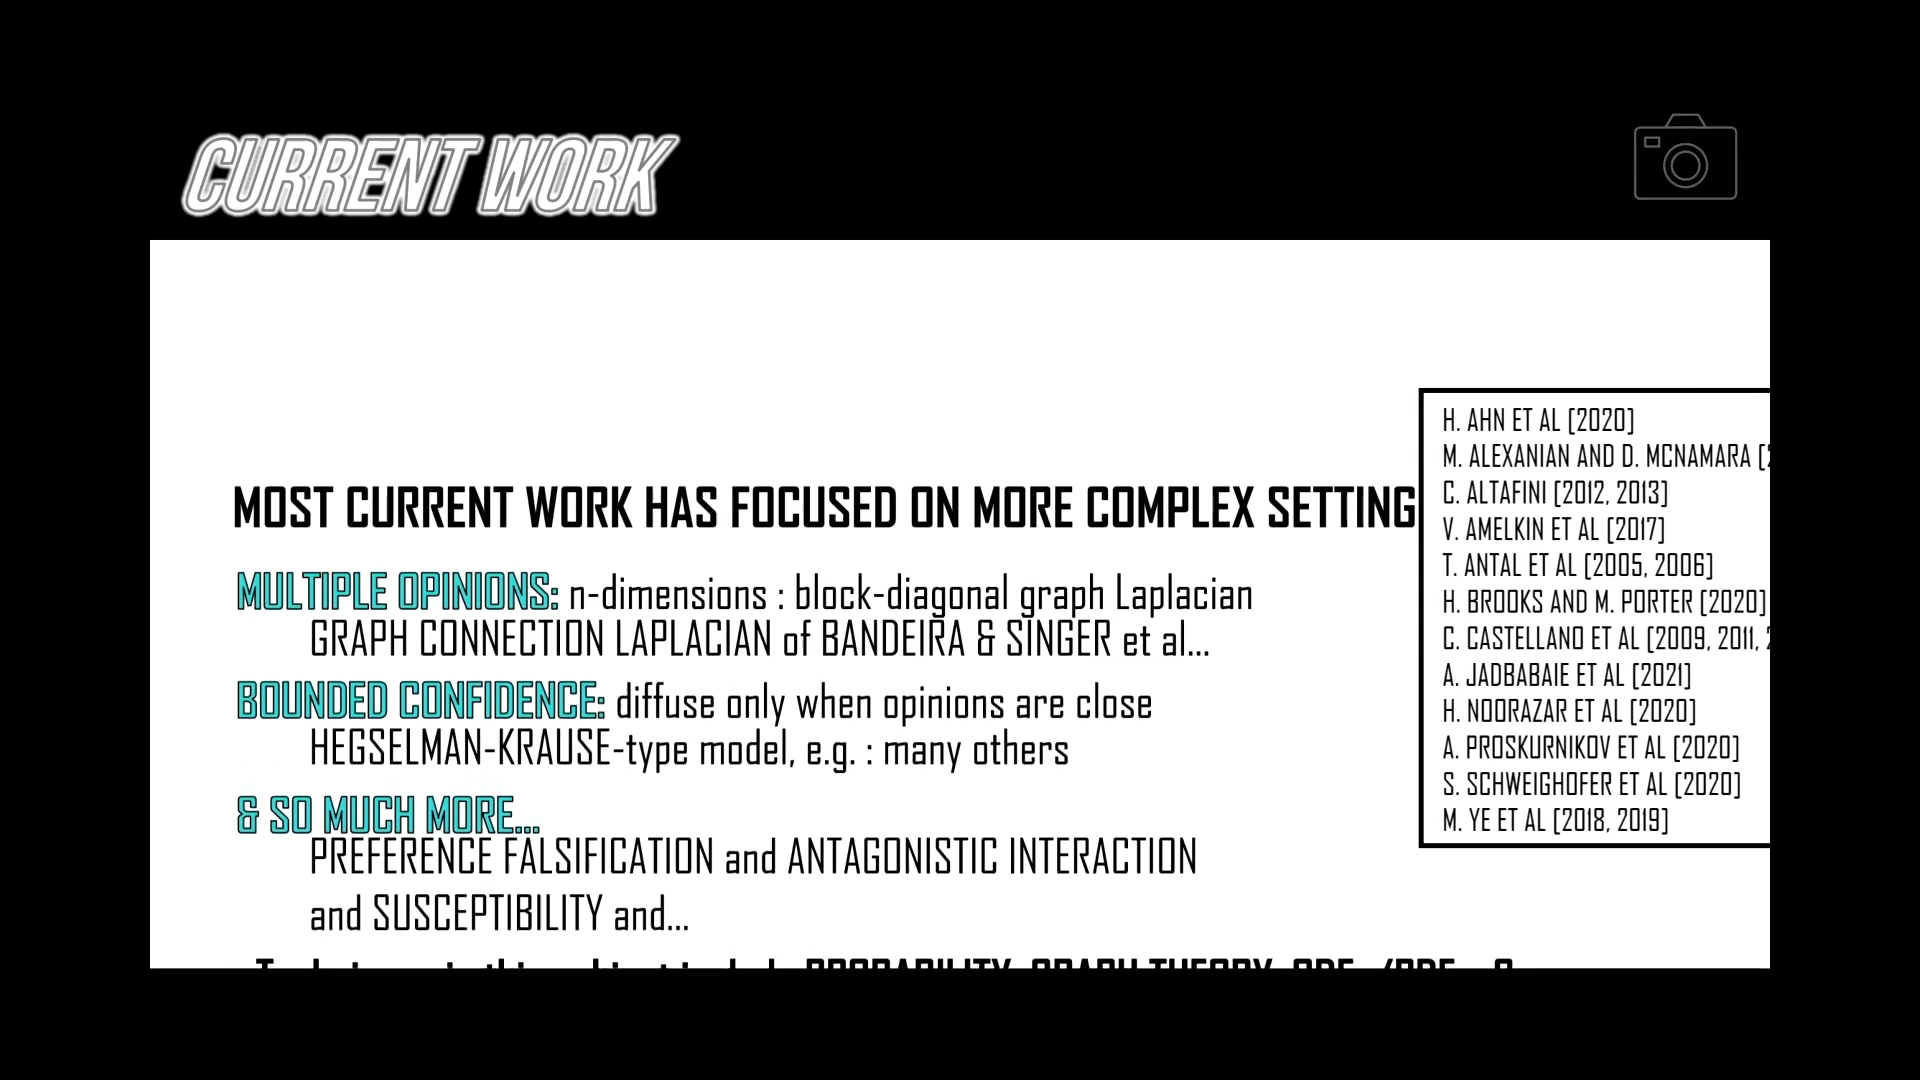 CURRENT WORK
MOST CURRENT WORK HAS FOCUSED ON MORE COMPLEX SETTING
MULTIPLE OPINIONS: n-dimensions : block-diagonal graph Laplacian
GRAPH CONNECTION LAPLACIAN of BANDEIRA & SINGER et al...
BOUNDED CONFIDENCE: diffuse only when opinions are close
HEGSELMAN-KRAUSE-type model, e.g. : many others
& SO MUCH MORE...
PREFERENCE FALSIFICATION and ANTAGONISTIC INTERACTION
and SUSCEPTIBILITY and...
H. AHN ET AL [2020]
M. ALEXANIAN AND D. MCNAMARA [
C. ALTAFINI [2012, 2013]
V. AMELKIN ET AL [2017]
T. ANTAL ET AL [2005, 2006]
H. BROOKS AND M. PORTER [2020]
C. CASTELLANO ET AL [2009, 2011,
A. JADBABAIE ET AL [2021]
H. NOORAZAR ET AL [2020]
A. PROSKURNIKOV ET AL [2020]
S. SCHWEIGHOFER ET AL [2020]
M. YE ET AL [2018, 2019]